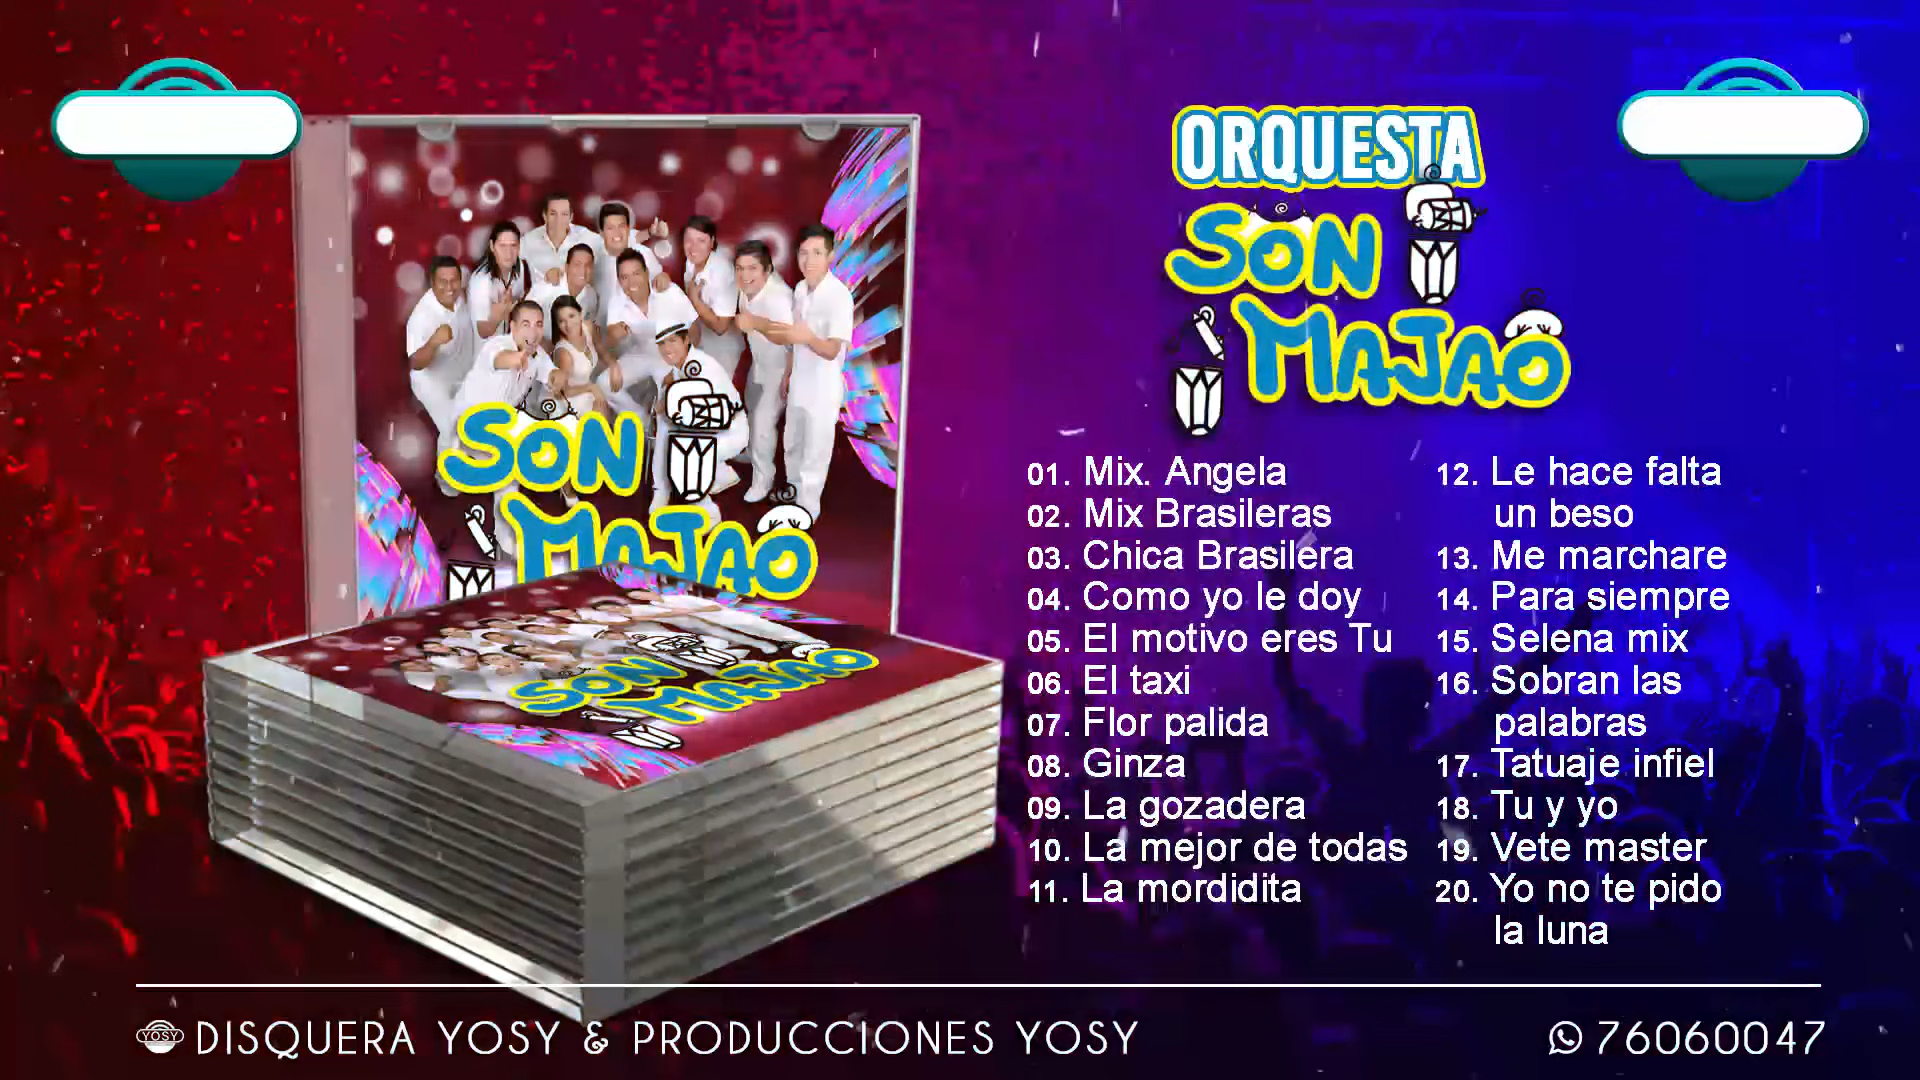 ORQUESTA
SON
MAJAO
SON
MAJAO
SON
MAJAO
01. Mix. Angela
02. Mix Brasileras
03. Chica Brasilera
04. Como yo le doy
05. El motivo eres Tu
06. El taxi
07. Flor palida
08. Ginza
09. La gozadera
10. La mejor de todas
11. La mordidita
12. Le hace falta
un beso
13. Me marchare
14. Para siempre
15. Selena mix
16. Sobran las
palabras
17. Tatuaje infiel
18. Tu y yo
19. Vete master
20. Yo no te pido
la luna
YOSY DISQUERA YOSY & PRODUCCIONES YOSY
76060047